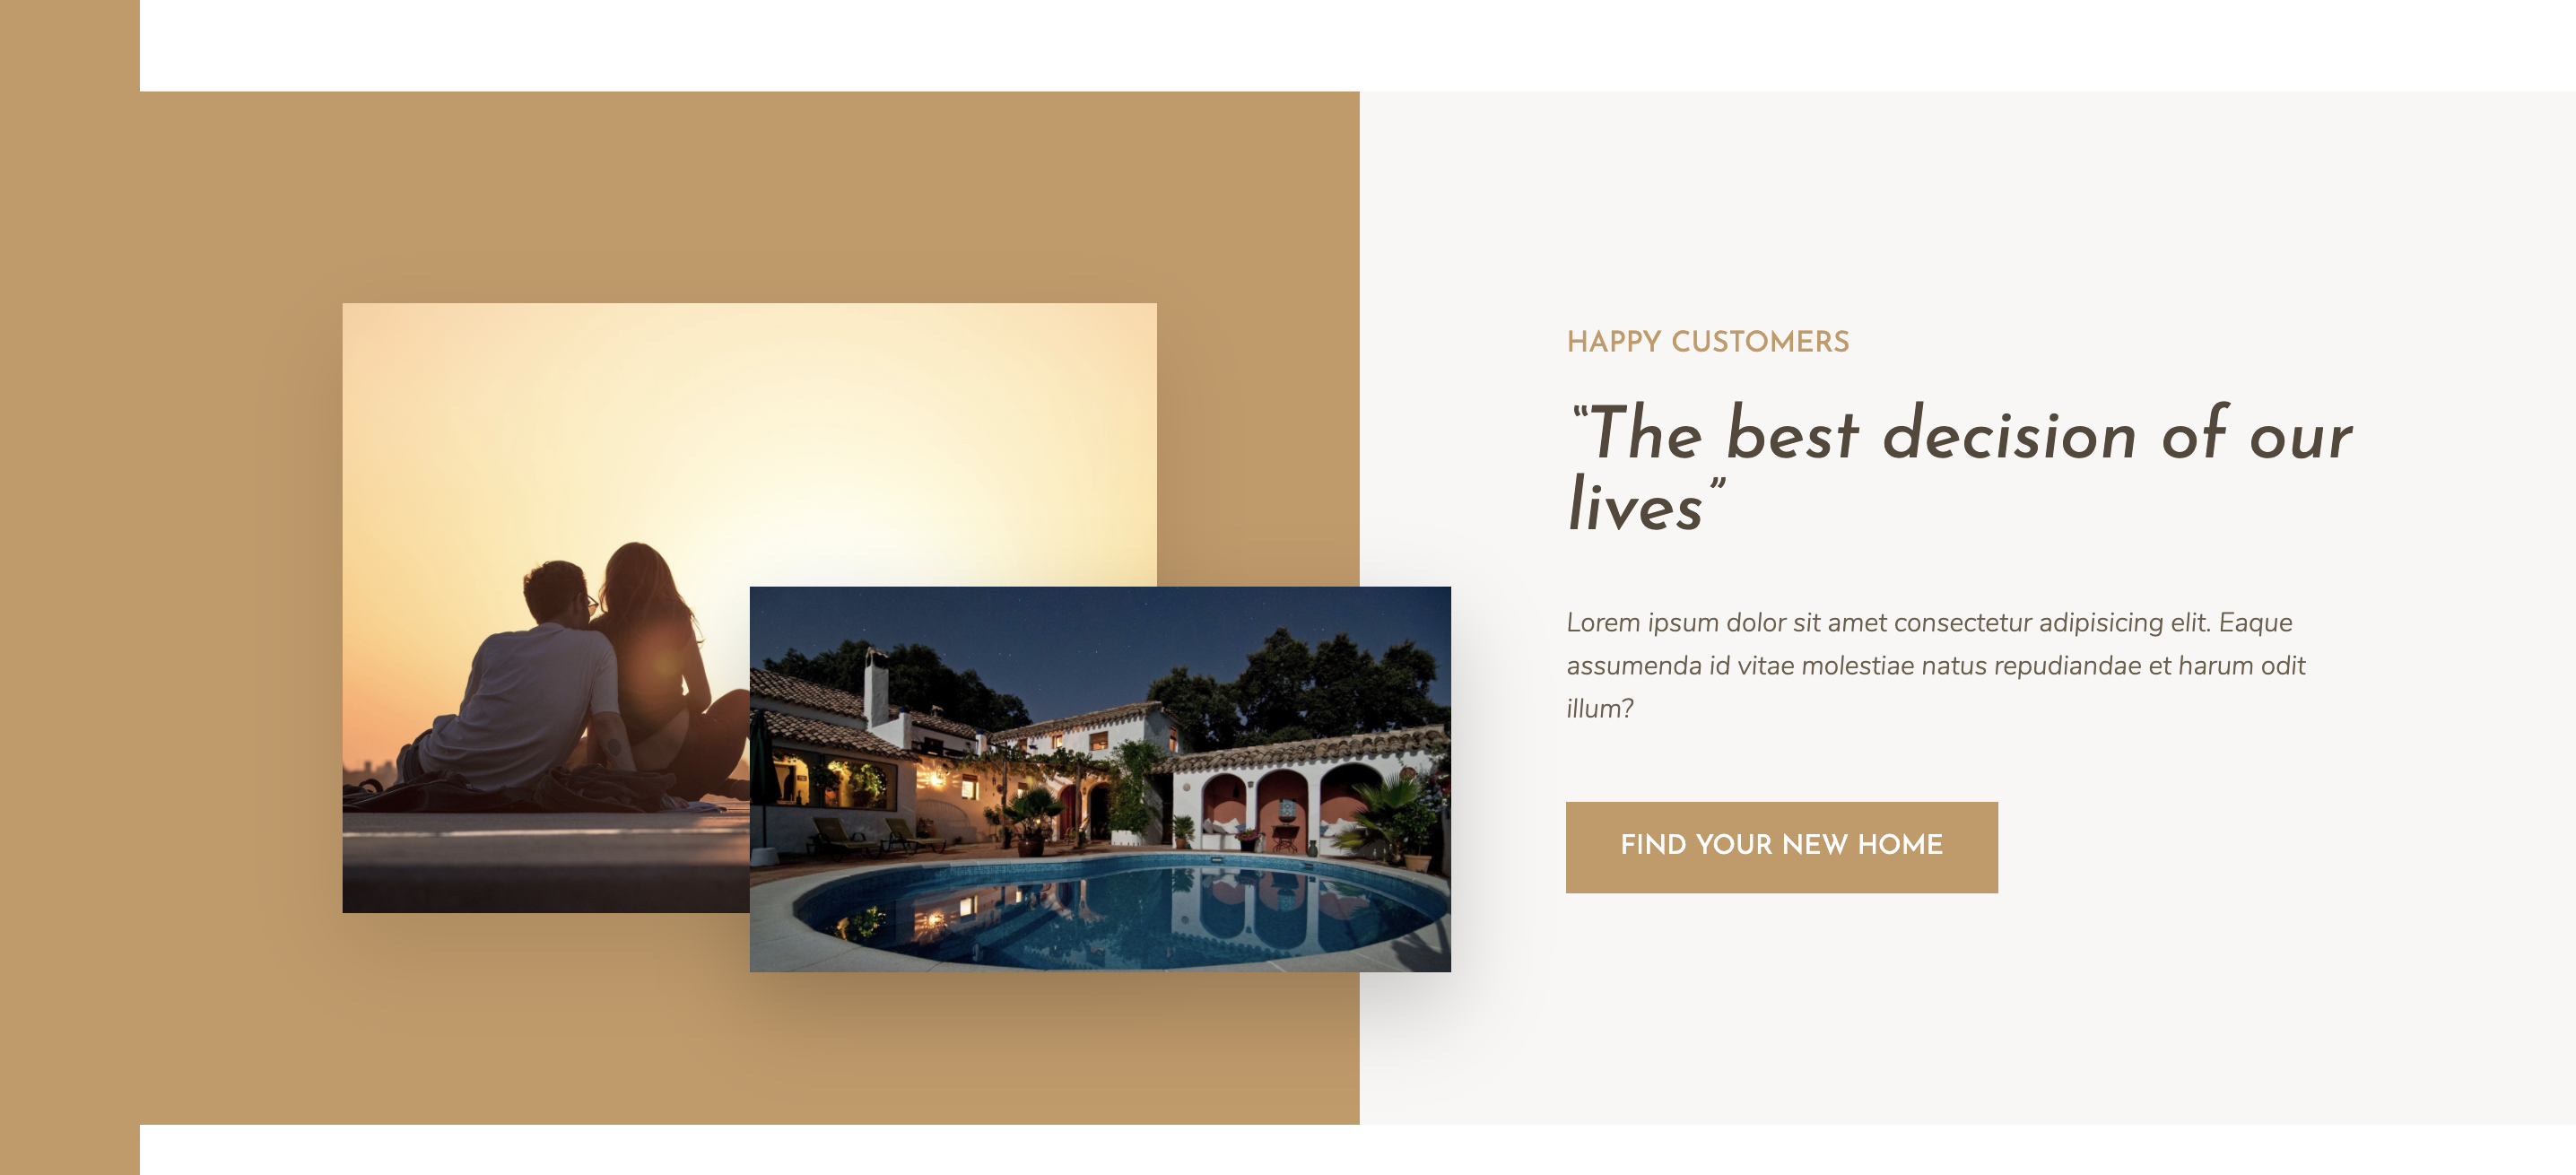 HAPPY CUSTOMERS
“The best decision of our
lives”
Lorem ipsum dolor sit amet consectetur adipisicing elit. Eaque
assumenda id vitae molestiae natus repudiandae et harum odit
illum?
FIND YOUR NEW HOME